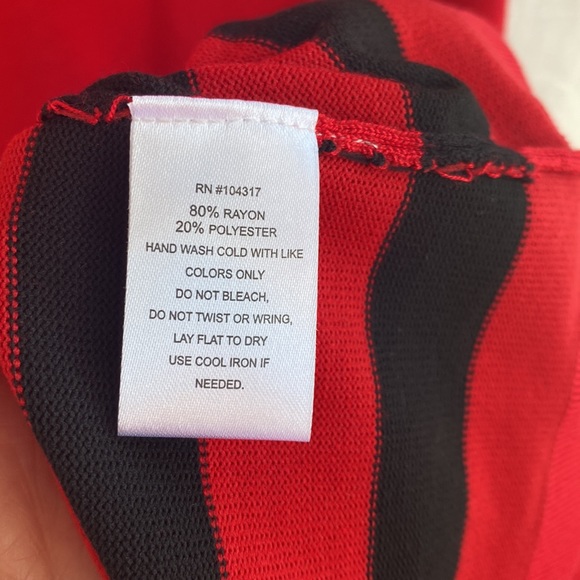 RN #104317
80% RAYON
20% POLYESTER
HAND WASH COLD WITH LIKE
COLORS ONLY
DO NOT BLEACH,
DO NOT TWIST OR WRING,
LAY FLAT TO DRY
USE COOL IRON IF
NEEDED.